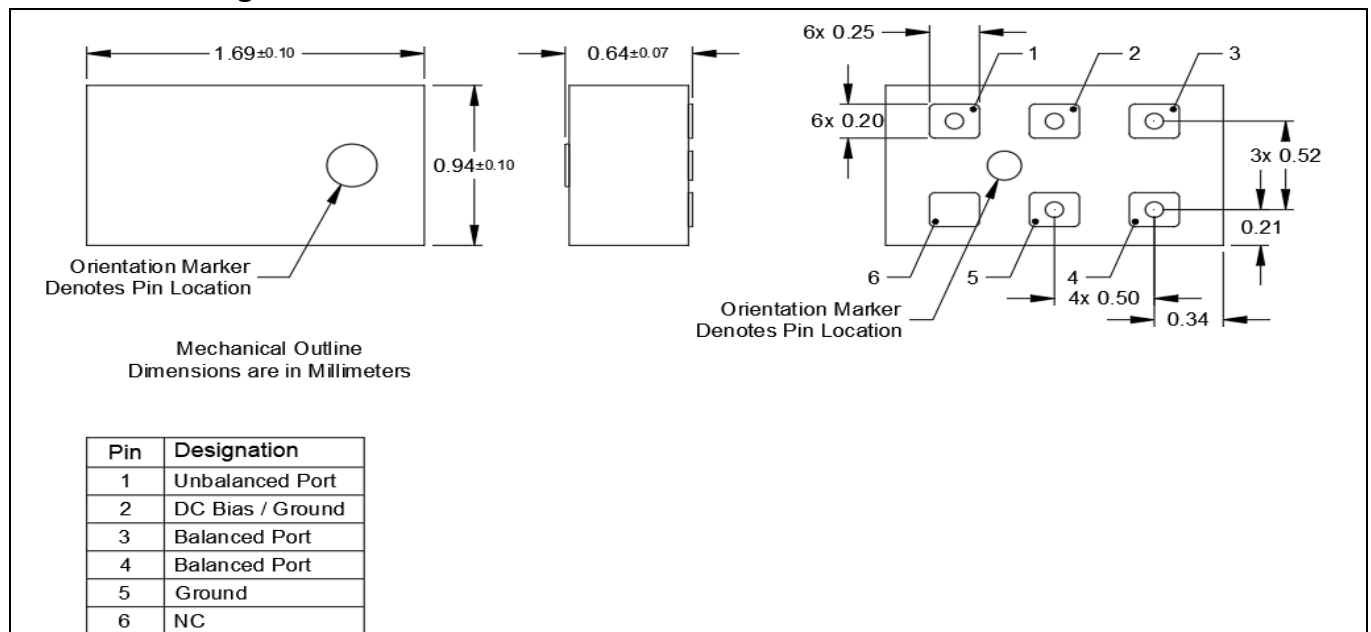 1.69±0.10
0.94±0.10
Orientation Marker
Denotes Pin Location
Mechanical Outline
Dimensions are in Millimeters
0.64±0.07
6x 0.25
1
2
3
6x 0.20
3x 0.52
0.21
6
5
4
4x 0.50
0.34
Orientation Marker
Denotes Pin Location
Pin Designation
1 Unbalanced Port
2 DC Bias / Ground
3 Balanced Port
4 Balanced Port
5 Ground
6 NC